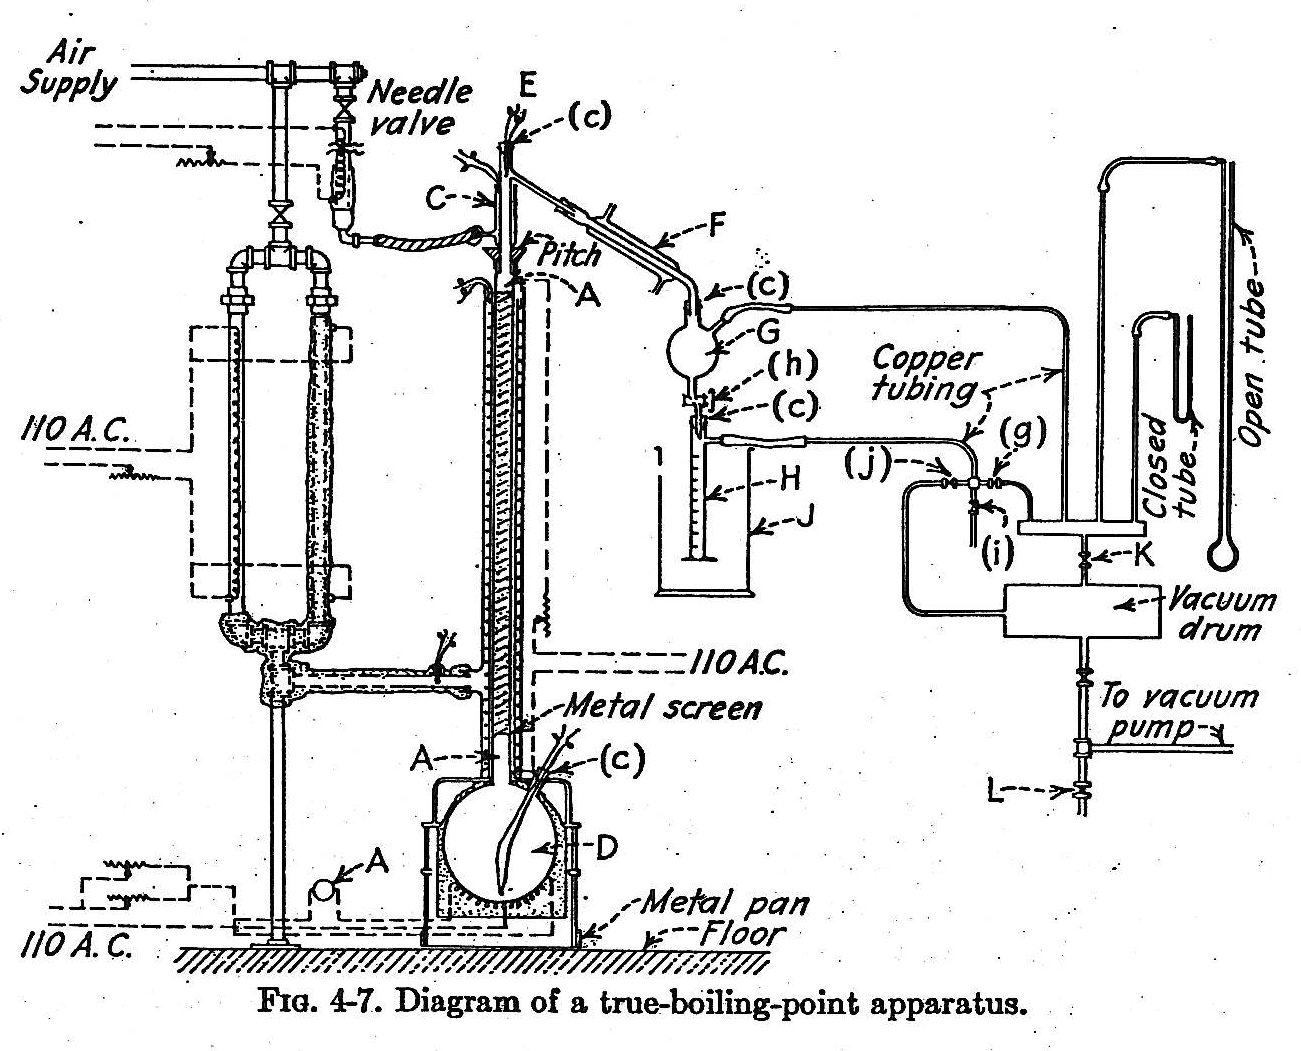 Air
Supply
Needle
valve
E
(c)
C
F
Pitch
A
(c)
G
(h)
(c)
Copper
tubing
(g)
(j)
H
J
(i)
K
Closed
tube
Open tube
110 A.C.
Vacuum
drum
110 A.C.
Metal screen
To vacuum
pump
A
(c)
L
D
A
Metal pan
Floor
110 A.C.
FIG. 4-7. Diagram of a true-boiling-point apparatus.